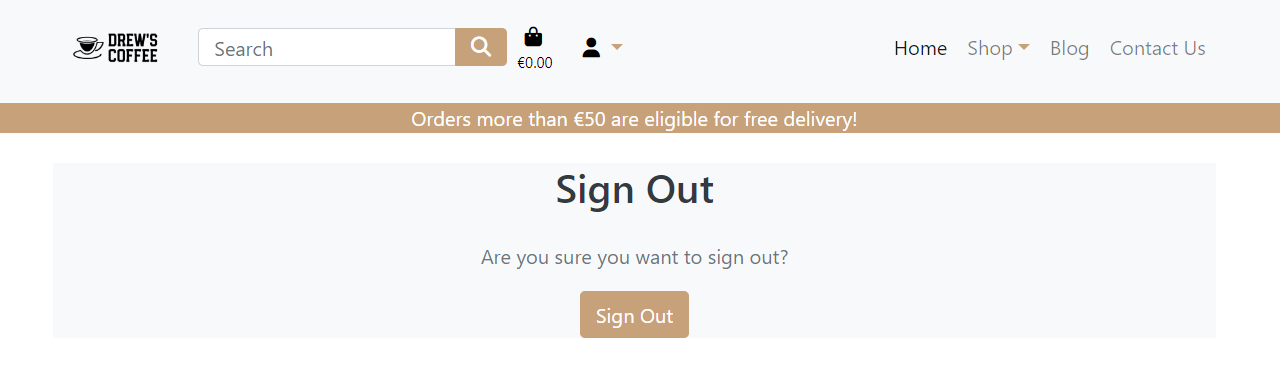 DREW'S
COFFEE
Search
€0.00
Home Shop Blog Contact Us
Orders more than €50 are eligible for free delivery!
Sign Out
Are you sure you want to sign out?
Sign Out